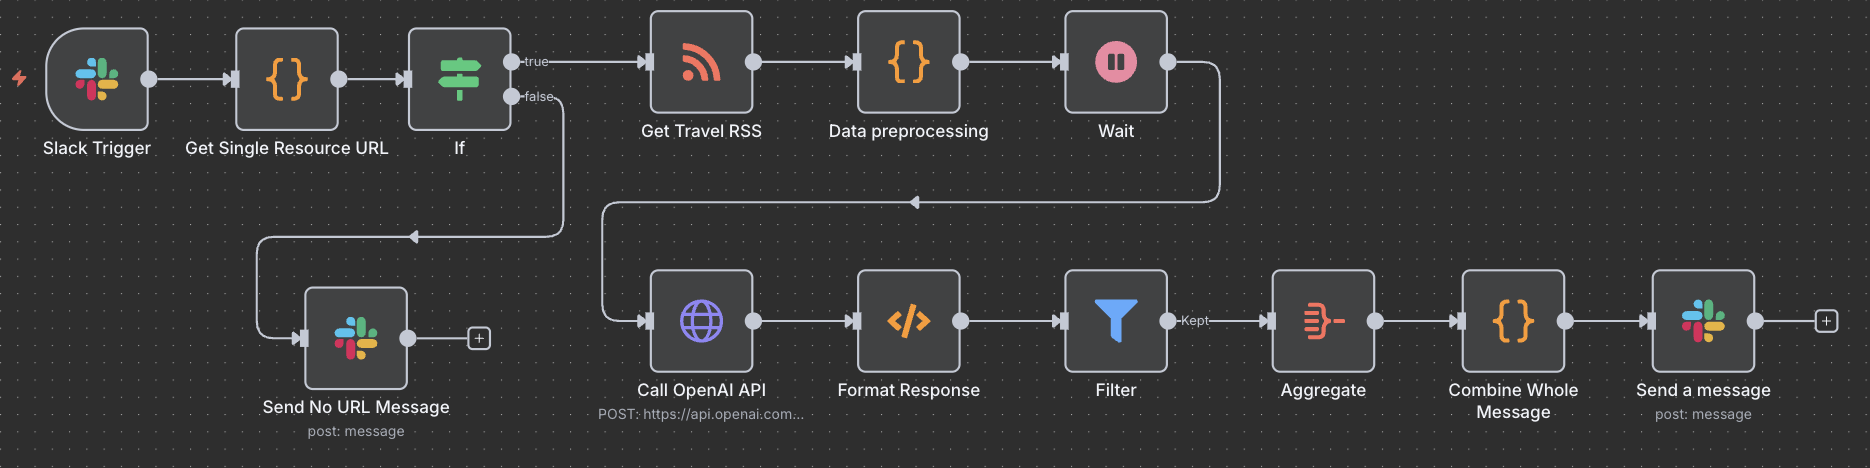 Slack Trigger
Get Single Resource URL
If
true
false
Get Travel RSS
Data preprocessing
Wait
Send No URL Message
post: message
Call OpenAI API
POST: https://api.openai.com...
Format Response
Filter
Kept
Aggregate
Combine Whole
Message
Send a message
post: message